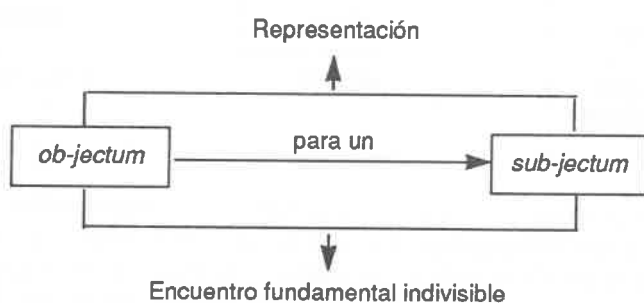 Representación
para un
ob-jectum
sub-jectum
Encuentro fundamental indivisible